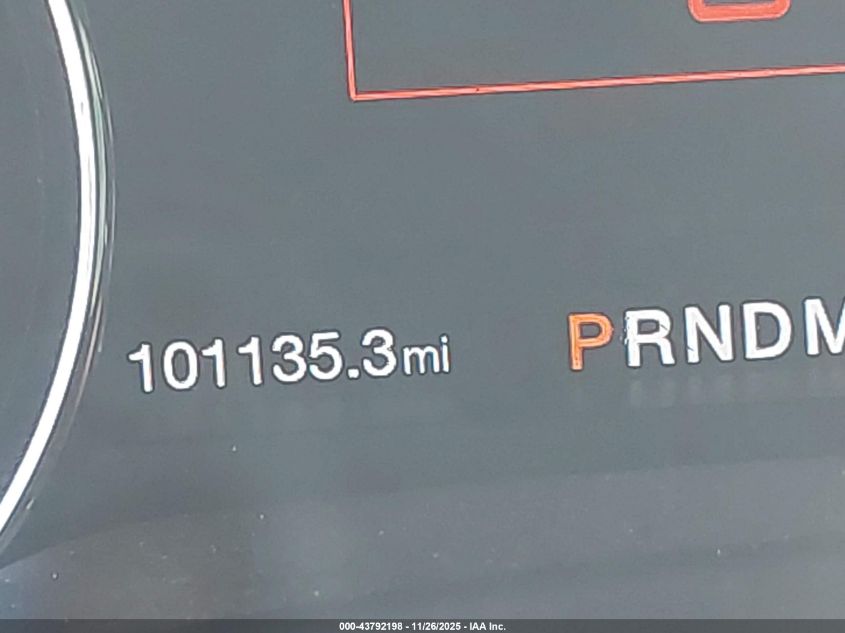 101135.3mi PRNDM
000-43792198 - 11/26/2025 - IAA Inc.